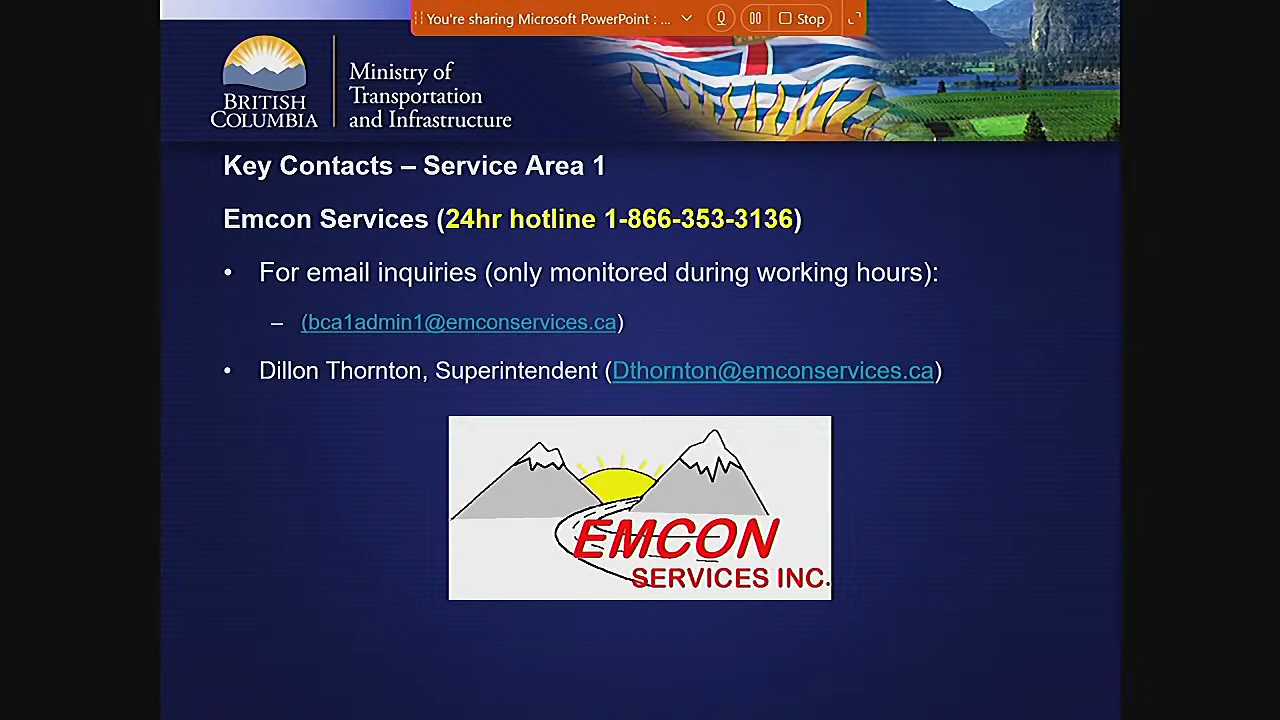 You're sharing Microsoft PowerPoint : ...
Stop
BRITISH
COLUMBIA
Ministry of
Transportation
and Infrastructure
Key Contacts – Service Area 1
Emcon Services (24hr hotline 1-866-353-3136)
• For email inquiries (only monitored during working hours):
– (bca1admin1@emconservices.ca)
• Dillon Thornton, Superintendent (Dthornton@emconservices.ca)
EMCON
SERVICES INC.